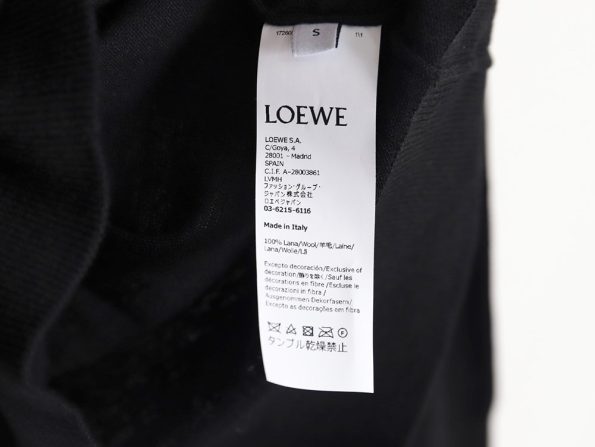 S
LOEWE
LOEWE S.A.
C/Goya, 4
28001 - Madrid
SPAIN
C.I.F. A-28003861
LVMH
ファッション・グループ・
ジャパン株式会社
ロエベジャパン
03-6215-6116
Made in Italy
100% Lana/Wool/羊毛/Laine/
Lana/Wolle/Lã
Excepto decoración/Exclusive of
decoration/飾りを除く/Sauf les
décorations en fibre/Escluse le
decorazioni in fibra/
Ausgenommen Dekorfasern/
Excepto as decorações em fibra
タンブル乾燥禁止